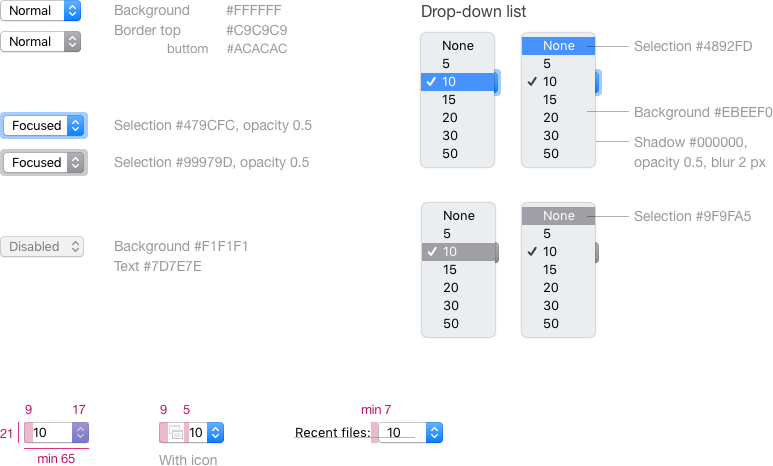 Normal
Background #FFFFFF
Border top #C9C9C9
Normal
buttom #ACACAC
Focused
Selection #479CFC, opacity 0.5
Focused
Selection #99979D, opacity 0.5
Disabled
Background #F1F1F1
Text #7D7E7E
Drop-down list
None
5
✓ 10
15
20
30
50
None
5
✓ 10
15
20
30
50
Selection #4892FD
Background #EBEEF0
Shadow #000000,
opacity 0.5, blur 2 px
None
5
✓ 10
15
20
30
50
None
5
✓ 10
15
20
30
50
Selection #9F9FA5
9 17
21 10
min 65
9 5
10
With icon
min 7
Recent files: 10